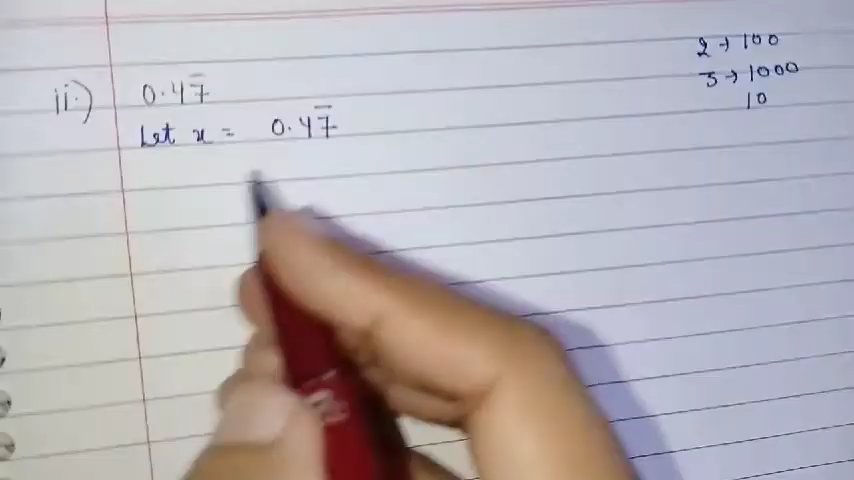 ii.) 0.47̅
Let x = 0.47̅
2 → 100
3 → 1000
10